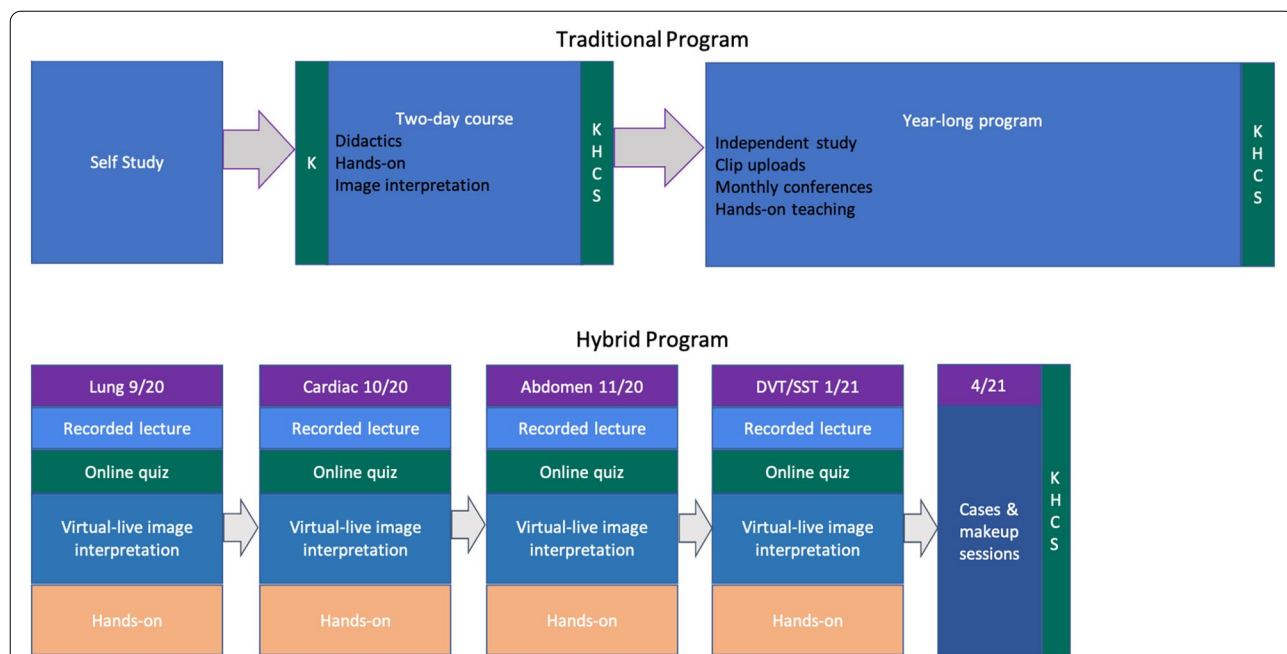 Traditional Program
Self Study
K
Two-day course
Didactics
Hands-on
Image interpretation
K
H
C
S
Year-long program
Independent study
Clip uploads
Monthly conferences
Hands-on teaching
K
H
C
S
Hybrid Program
Lung 9/20
Recorded lecture
Online quiz
Virtual-live image
interpretation
Hands-on
Cardiac 10/20
Recorded lecture
Online quiz
Virtual-live image
interpretation
Hands-on
Abdomen 11/20
Recorded lecture
Online quiz
Virtual-live image
interpretation
Hands-on
DVT/SST 1/21
Recorded lecture
Online quiz
Virtual-live image
interpretation
Hands-on
4/21
Cases &
makeup
sessions
K
H
C
S